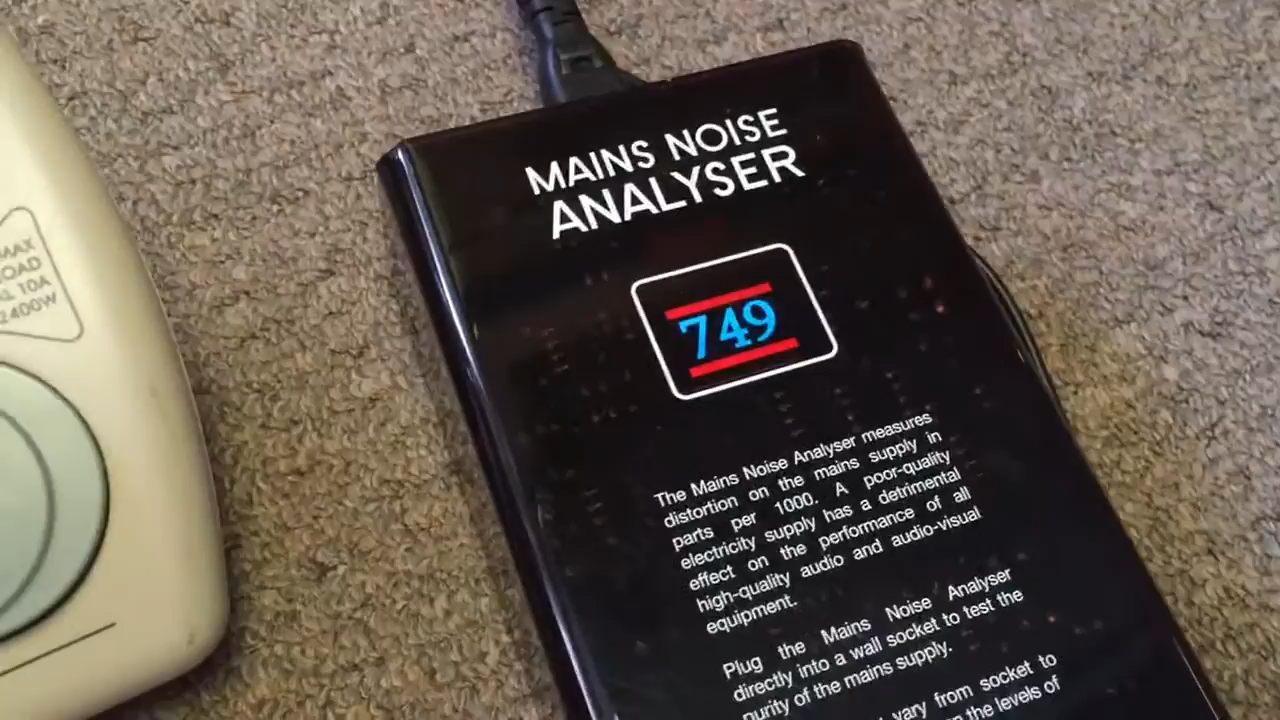 MAINS NOISE
ANALYSER
749
The Mains Noise Analyser measures
distortion on the mains supply in
parts per 1000. A poor-quality
electricity supply has a detrimental
effect on the performance of all
high-quality audio and audio-visual
equipment.
Plug the Mains Noise Analyser
directly into a wall socket to test the
purity of the mains supply.
vary from socket to
the levels of
MAX
10A
2400W